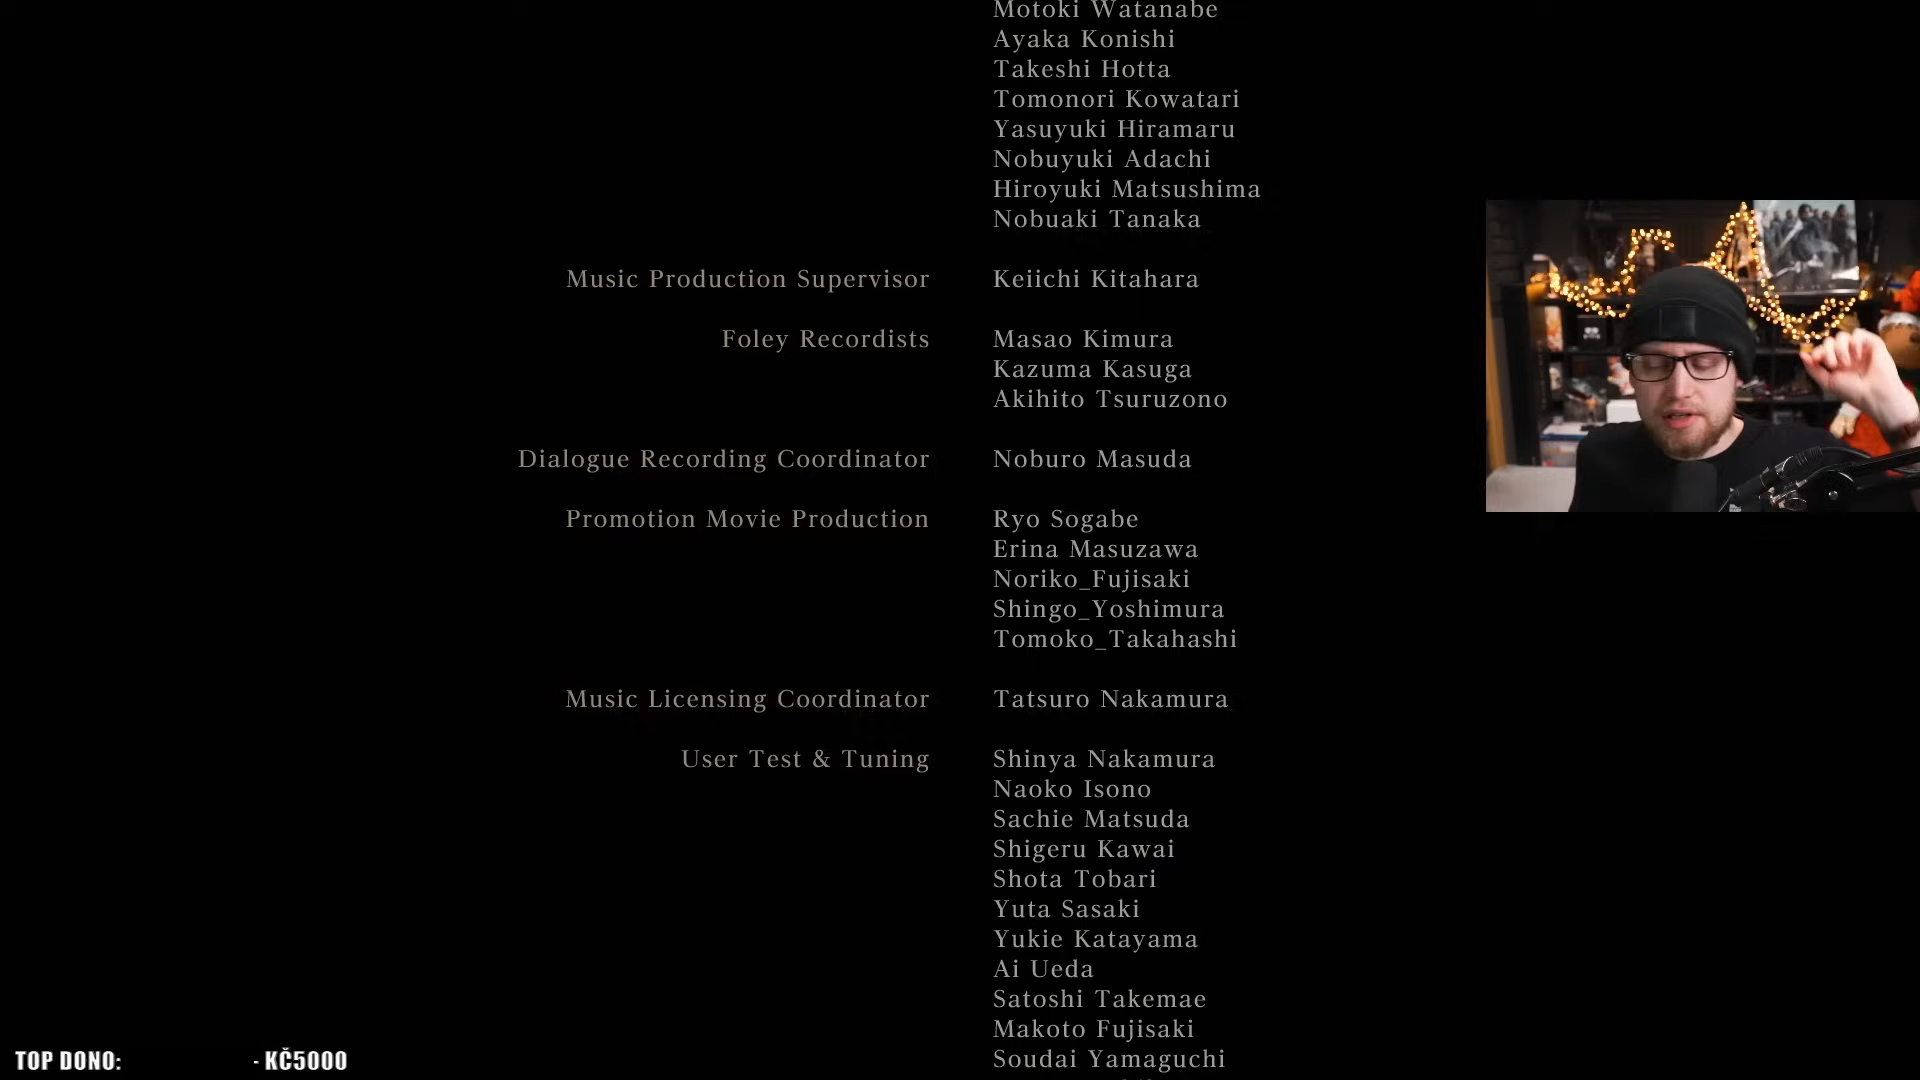 Motoki Watanabe
Ayaka Konishi
Takeshi Hotta
Tomonori Kowatari
Yasuyuki Hiramaru
Nobuyuki Adachi
Hiroyuki Matsushima
Nobuaki Tanaka
Music Production Supervisor Keiichi Kitahara
Foley Recordists Masao Kimura
Kazuma Kasuga
Akihito Tsuruzono
Dialogue Recording Coordinator Noburo Masuda
Promotion Movie Production Ryo Sogabe
Erina Masuzawa
Noriko_Fujisaki
Shingo_Yoshimura
Tomoko_Takahashi
Music Licensing Coordinator Tatsuro Nakamura
User Test & Tuning Shinya Nakamura
Naoko Isono
Sachie Matsuda
Shigeru Kawai
Shota Tobari
Yuta Sasaki
Yukie Katayama
Ai Ueda
Satoshi Takemae
Makoto Fujisaki
Soudai Yamaguchi
TOP DONO: - KČ5000